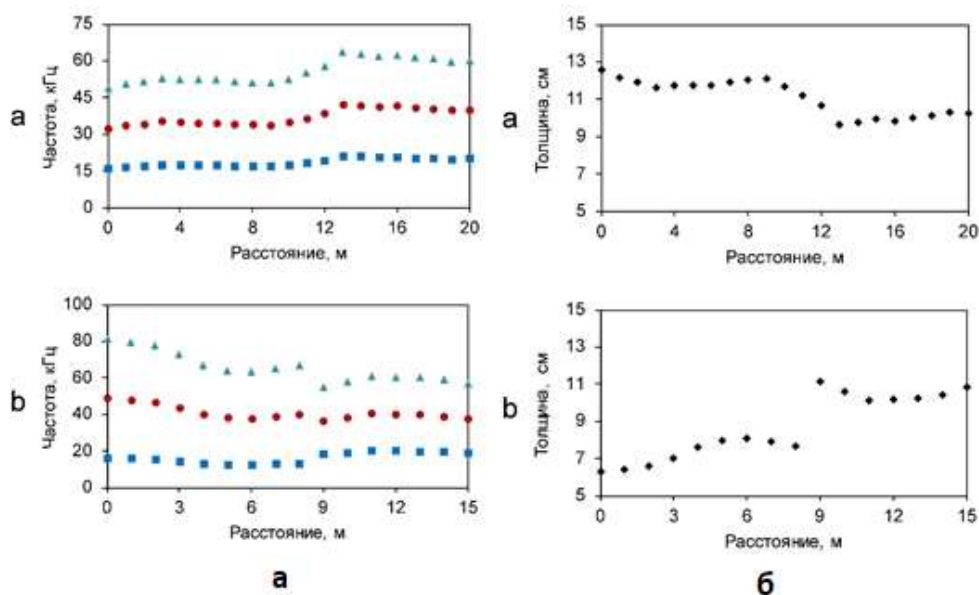 75
60
45
30
15
0
0 4 8 12 16 20
Частота, кГц
Расстояние, м
a
15
13
11
9
7
5
0 4 8 12 16 20
Толщина, см
Расстояние, м
a
100
80
60
40
20
0
0 3 6 9 12 15
Частота, кГц
Расстояние, м
b
15
13
11
9
7
5
0 3 6 9 12 15
Толщина, см
Расстояние, м
b
а
б